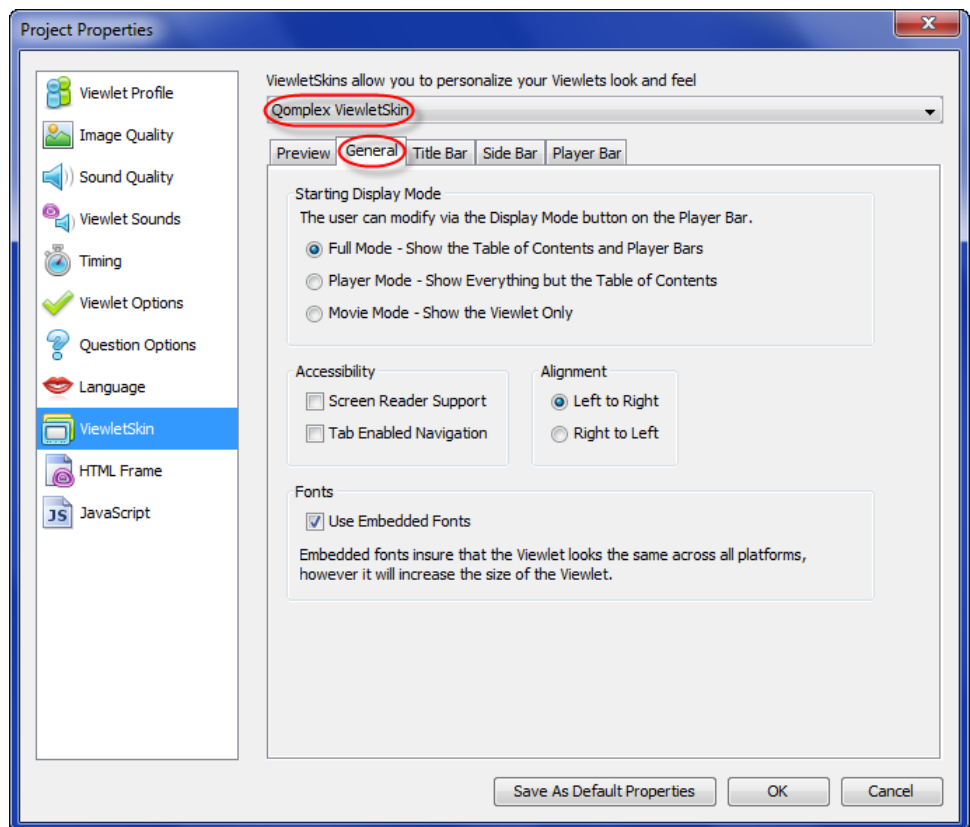 Project Properties
Viewlet Profile
Image Quality
Sound Quality
Viewlet Sounds
Timing
Viewlet Options
Question Options
Language
ViewletSkin
HTML Frame
JS JavaScript
ViewletSkins allow you to personalize your Viewlets look and feel
Qomplex ViewletSkin
Preview General Title Bar Side Bar Player Bar
Starting Display Mode
The user can modify via the Display Mode button on the Player Bar.
Full Mode - Show the Table of Contents and Player Bars
Player Mode - Show Everything but the Table of Contents
Movie Mode - Show the Viewlet Only
Accessibility
Screen Reader Support
Tab Enabled Navigation
Alignment
Left to Right
Right to Left
Fonts
Use Embedded Fonts
Embedded fonts insure that the Viewlet looks the same across all platforms,
however it will increase the size of the Viewlet.
Save As Default Properties OK Cancel